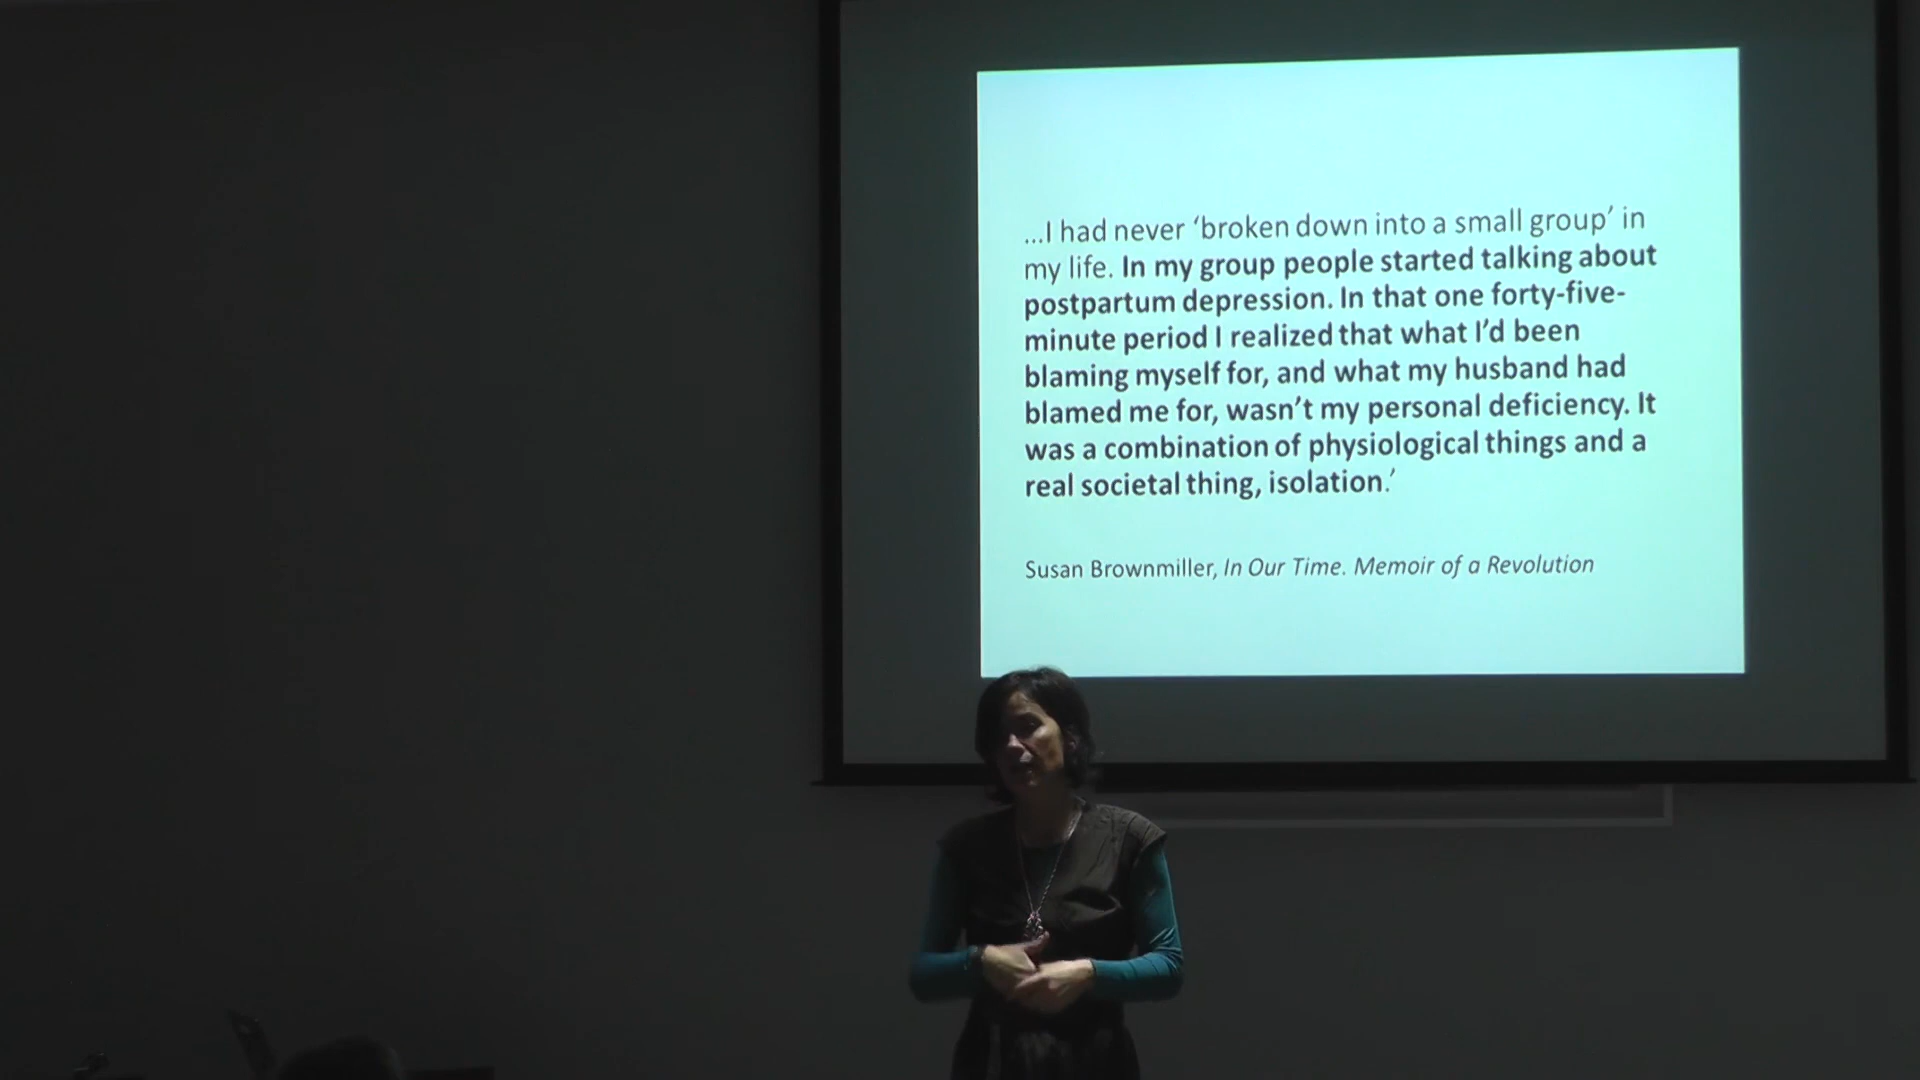 ...I had never ‘broken down into a small group’ in
my life. In my group people started talking about
postpartum depression. In that one forty-five-
minute period I realized that what I’d been
blaming myself for, and what my husband had
blamed me for, wasn’t my personal deficiency. It
was a combination of physiological things and a
real societal thing, isolation.’
Susan Brownmiller, In Our Time. Memoir of a Revolution